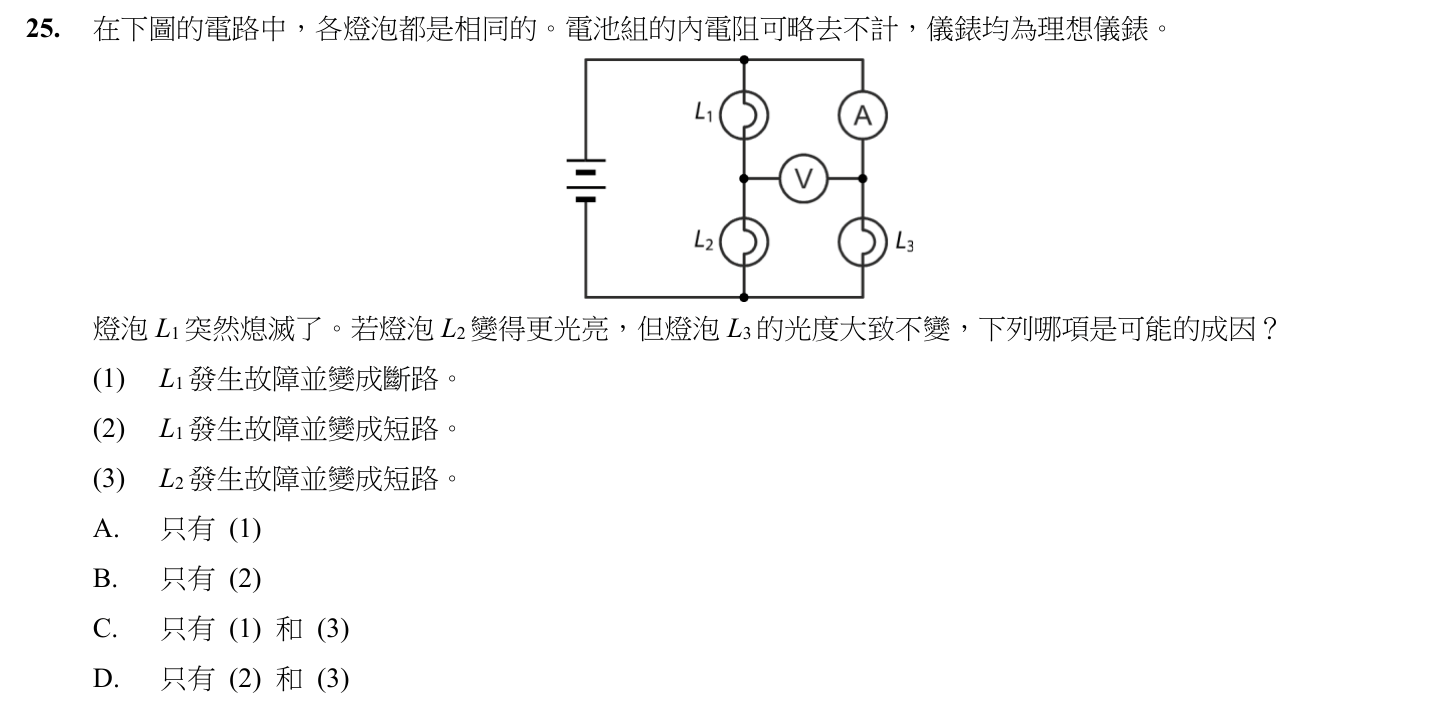 25. 在下圖的電路中，各燈泡都是相同的。電池組的內電阻可略去不計，儀錶均為理想儀錶。
L1
A
V
L2
L3
燈泡 L1 突然熄滅了。若燈泡 L2 變得更光亮，但燈泡 L3 的光度大致不變，下列哪項是可能的成因？
(1) L1 發生故障並變成斷路。
(2) L1 發生故障並變成短路。
(3) L2 發生故障並變成短路。
A. 只有 (1)
B. 只有 (2)
C. 只有 (1) 和 (3)
D. 只有 (2) 和 (3)